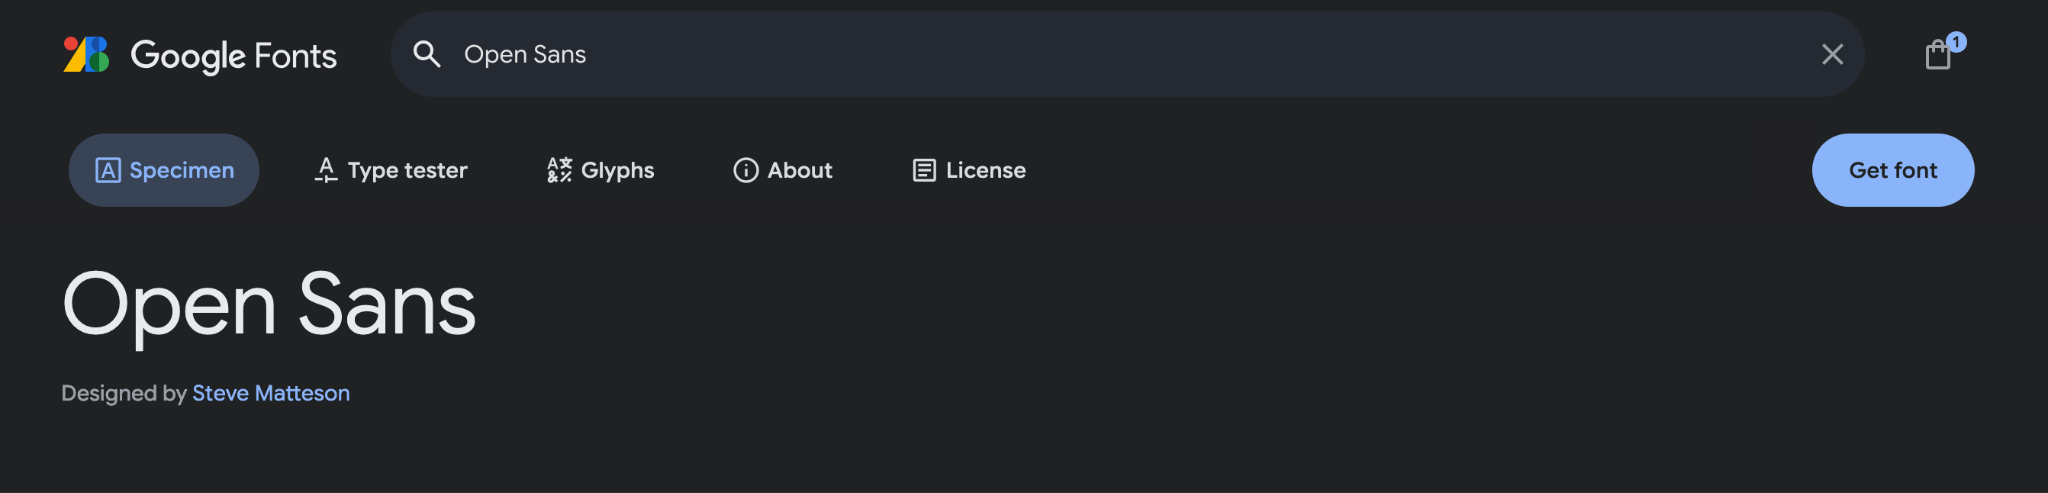 Google Fonts
Open Sans
1
Specimen
Type tester
Glyphs
About
License
Get font
Open Sans
Designed by Steve Matteson